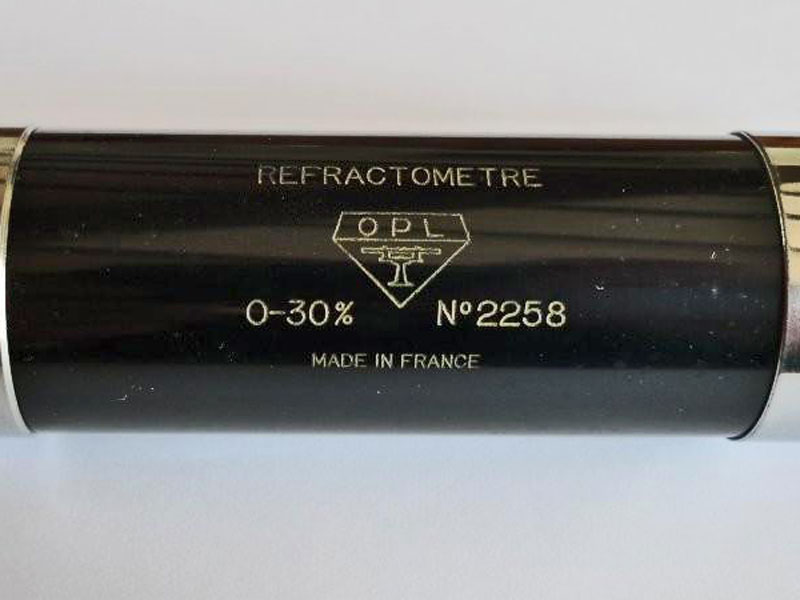 REFRACTOMETRE
OPL
0-30% Nº2258
MADE IN FRANCE